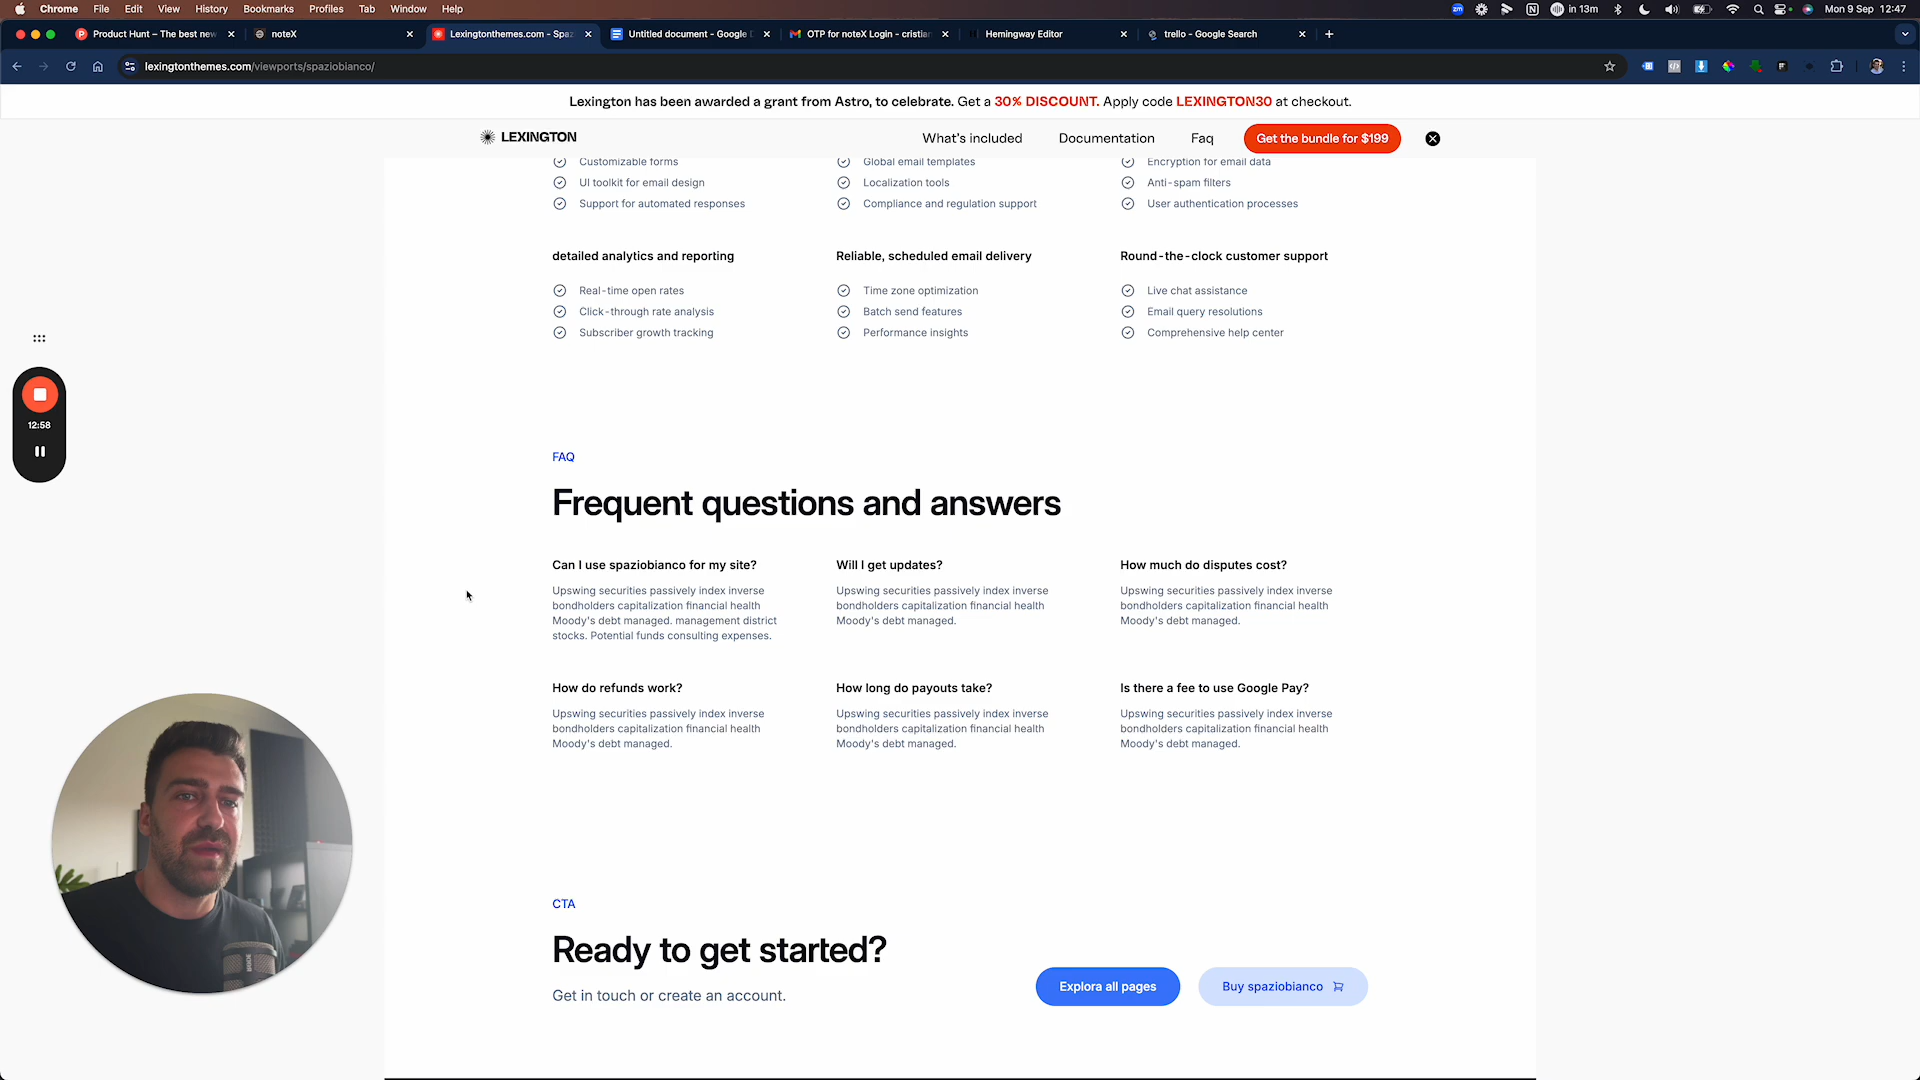 Chrome File Edit View History Bookmarks Profiles Tab Window Help
zm
in 13m
Mon 9 Sep 12:47
Product Hunt – The best new
noteX
Lexingtonthemes.com - Spaz
Untitled document - Google D
OTP for noteX Login - cristian
Hemingway Editor
trello - Google Search
lexingtonthemes.com/viewports/spaziobianco/
Lexington has been awarded a grant from Astro, to celebrate. Get a 30% DISCOUNT. Apply code LEXINGTON30 at checkout.
LEXINGTON
What's included
Documentation
Faq
Get the bundle for $199
Customizable forms
UI toolkit for email design
Support for automated responses
Global email templates
Localization tools
Compliance and regulation support
Encryption for email data
Anti-spam filters
User authentication processes
detailed analytics and reporting
Real-time open rates
Click-through rate analysis
Subscriber growth tracking
Reliable, scheduled email delivery
Time zone optimization
Batch send features
Performance insights
Round-the-clock customer support
Live chat assistance
Email query resolutions
Comprehensive help center
12:58
FAQ
Frequent questions and answers
Can I use spaziobianco for my site?
Upswing securities passively index inverse
bondholders capitalization financial health
Moody's debt managed. management district
stocks. Potential funds consulting expenses.
Will I get updates?
Upswing securities passively index inverse
bondholders capitalization financial health
Moody's debt managed.
How much do disputes cost?
Upswing securities passively index inverse
bondholders capitalization financial health
Moody's debt managed.
How do refunds work?
Upswing securities passively index inverse
bondholders capitalization financial health
Moody's debt managed.
How long do payouts take?
Upswing securities passively index inverse
bondholders capitalization financial health
Moody's debt managed.
Is there a fee to use Google Pay?
Upswing securities passively index inverse
bondholders capitalization financial health
Moody's debt managed.
CTA
Ready to get started?
Get in touch or create an account.
Explora all pages
Buy spaziobianco